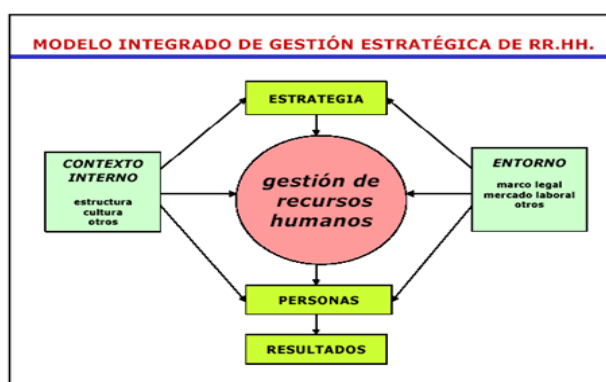 MODELO INTEGRADO DE GESTIÓN ESTRATÉGICA DE RR.HH.
ESTRATEGIA
CONTEXTO
INTERNO
estructura
cultura
otros
gestión de
recursos
humanos
ENTORNO
marco legal
mercado laboral
otros
PERSONAS
RESULTADOS